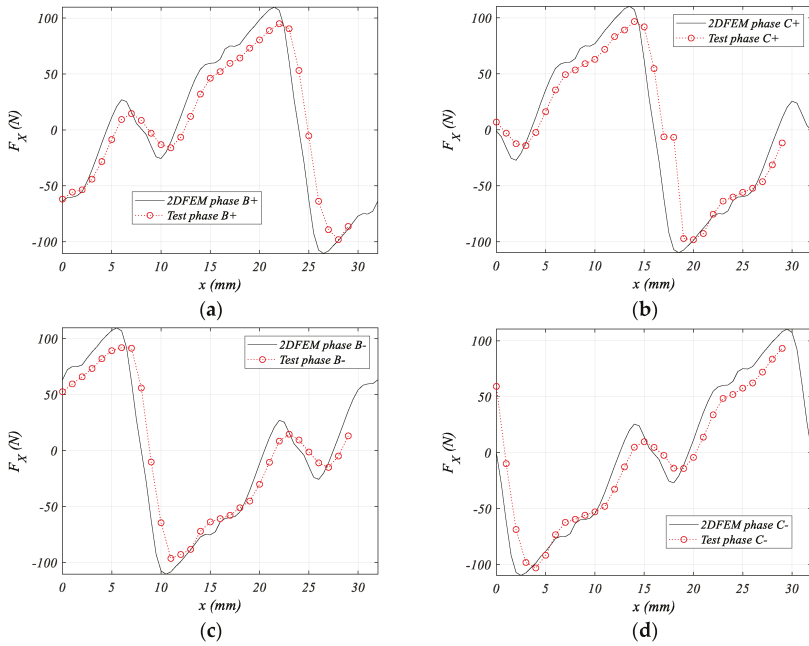 100
50
0
-50
-100
F_X (N)
2DFEM phase B+
Test phase B+
0 5 10 15 20 25 30
x (mm)
(a)
100
50
0
-50
-100
F_X (N)
2DFEM phase C+
Test phase C+
0 5 10 15 20 25 30
x (mm)
(b)
100
50
0
-50
-100
F_X (N)
2DFEM phase B-
Test phase B-
0 5 10 15 20 25 30
x (mm)
(c)
100
50
0
-50
-100
F_X (N)
2DFEM phase C-
Test phase C-
0 5 10 15 20 25 30
x (mm)
(d)